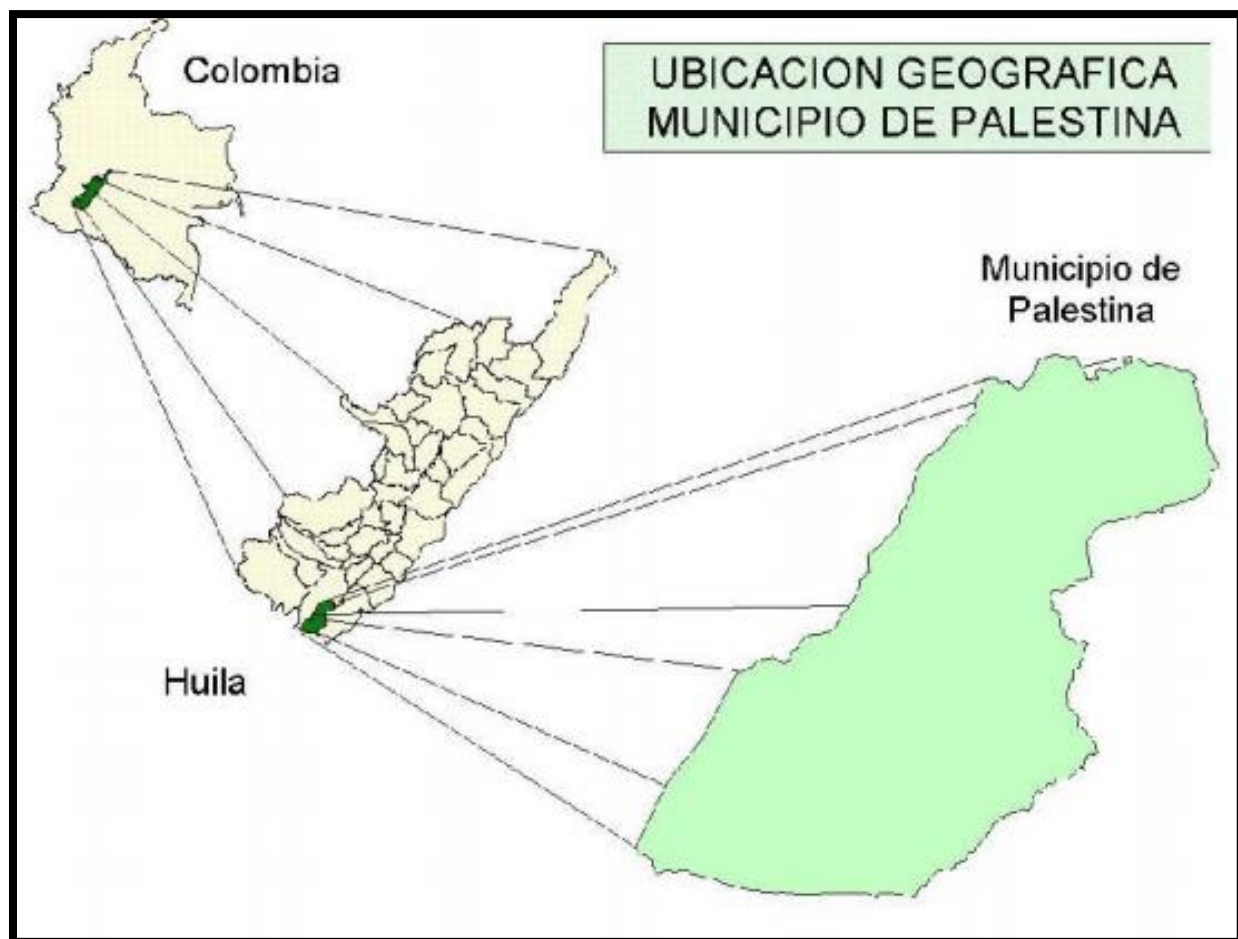 Colombia
UBICACION GEOGRAFICA
MUNICIPIO DE PALESTINA
Municipio de
Palestina
Huila